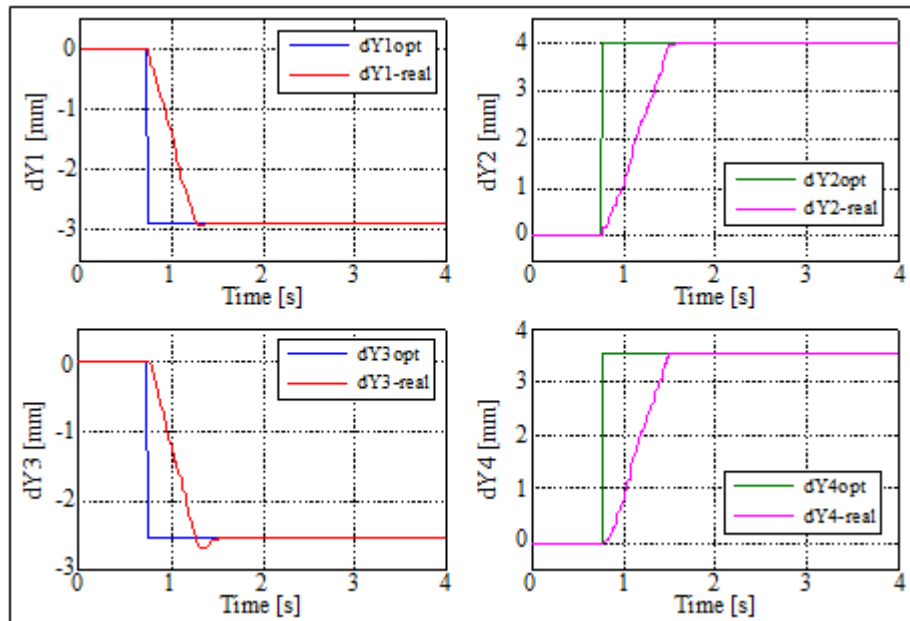 dY1 [mm]
0
-1
-2
-3
dY1opt
dY1-real
0 1 2 3 4
Time [s]
dY2 [mm]
4
3
2
1
0
dY2opt
dY2-real
0 1 2 3 4
Time [s]
dY3 [mm]
0
-1
-2
-3
dY3opt
dY3-real
0 1 2 3 4
Time [s]
dY4 [mm]
4
3
2
1
0
dY4opt
dY4-real
0 1 2 3 4
Time [s]